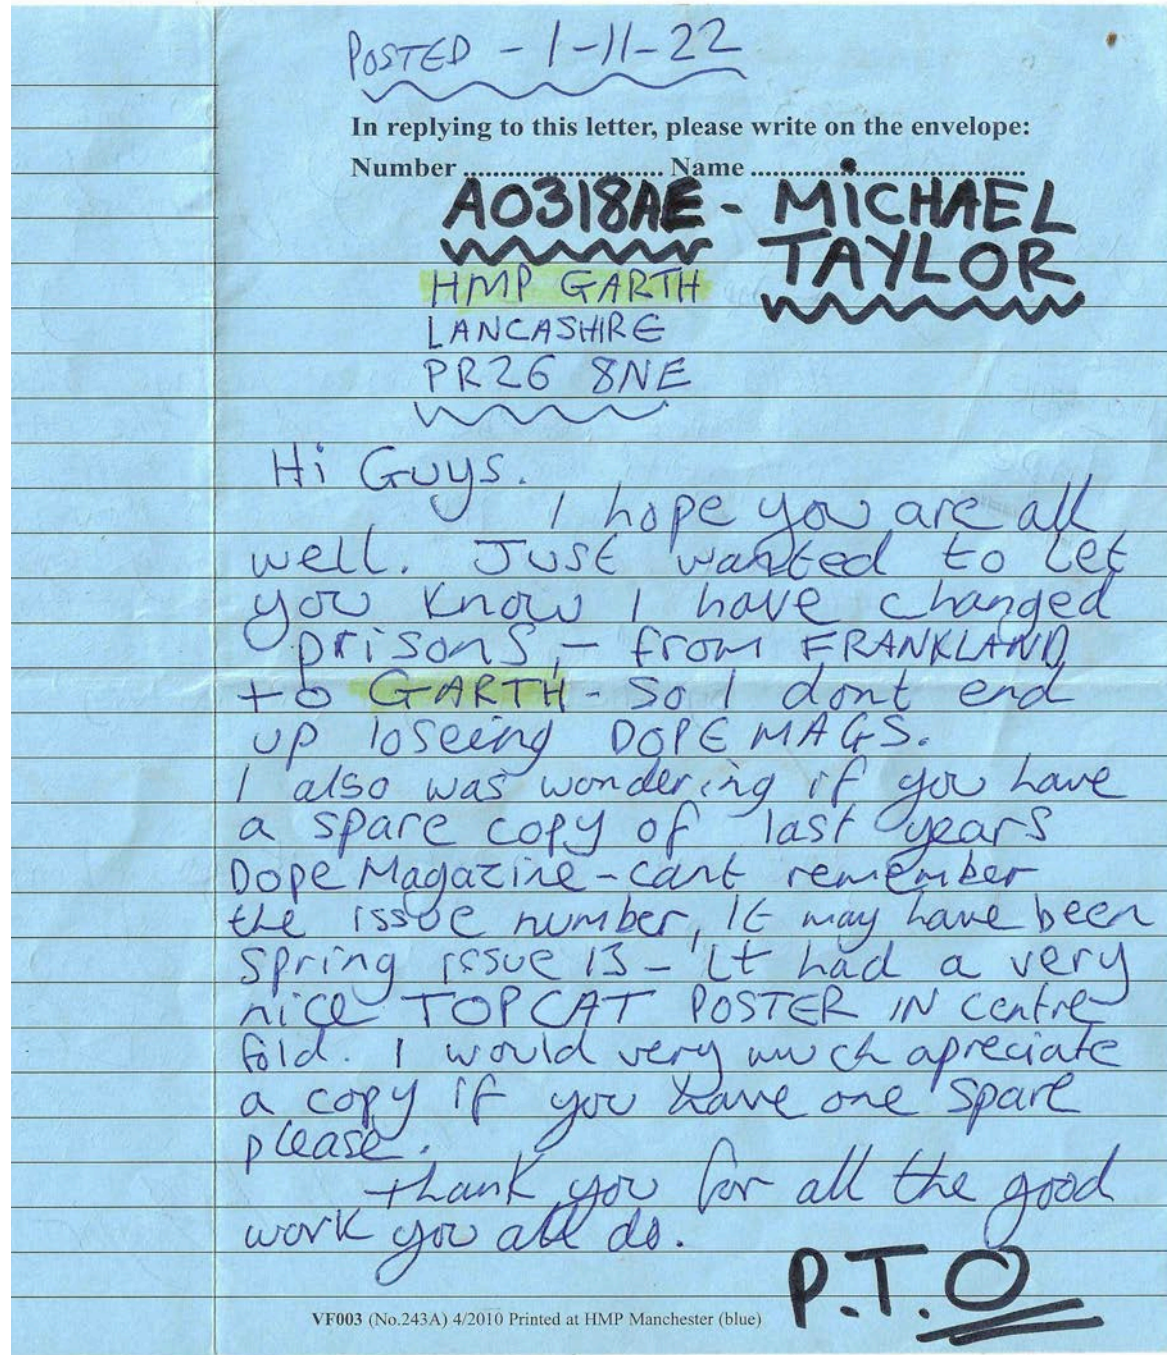 POSTED - 1-11-22
In replying to this letter, please write on the envelope:
Number ............................ Name ........................................
A0318AE - MICHAEL
TAYLOR
HMP GARTH
LANCASHIRE
PR26 8NE
Hi Guys.
I hope you are all
well. Just wanted to let
you know I have changed
prisons, - from FRANKLAND
to GARTH - so I dont end
up loseing DOPE MAGS.
I also was wondering if you have
a spare copy of last years
Dope Magazine - cant remember
the issue number, it may have been
Spring issue 13 - it had a very
nice TOPCAT POSTER IN centre
fold. I would very much apreciate
a copy if you have one spare
please.
thank you for all the good
work you all do.
P.T.O
VF003 (No.243A) 4/2010 Printed at HMP Manchester (blue)